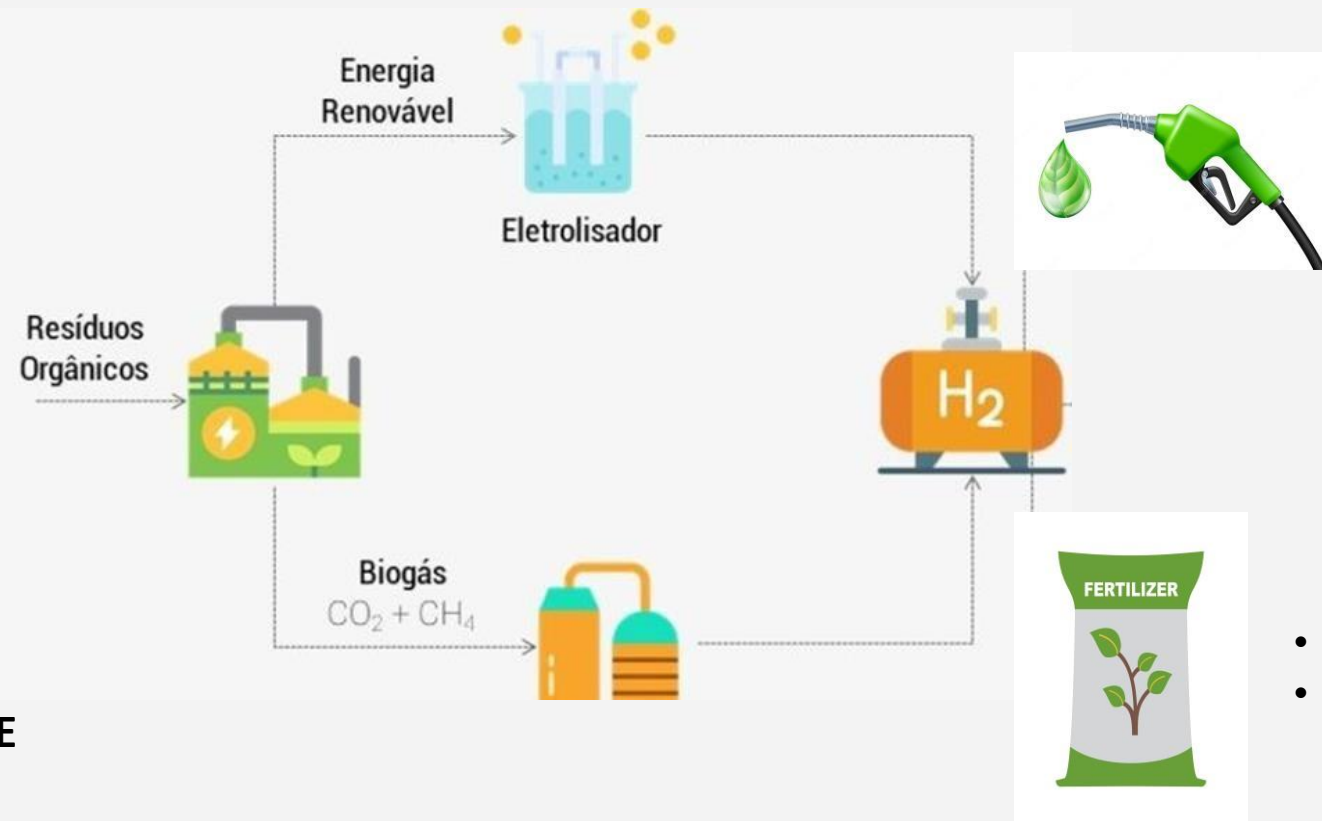 Energia
Renovável
Eletrolisador
Resíduos
Orgânicos
H2
Biogás
CO₂ + CH₄
FERTILIZER
•
•
E